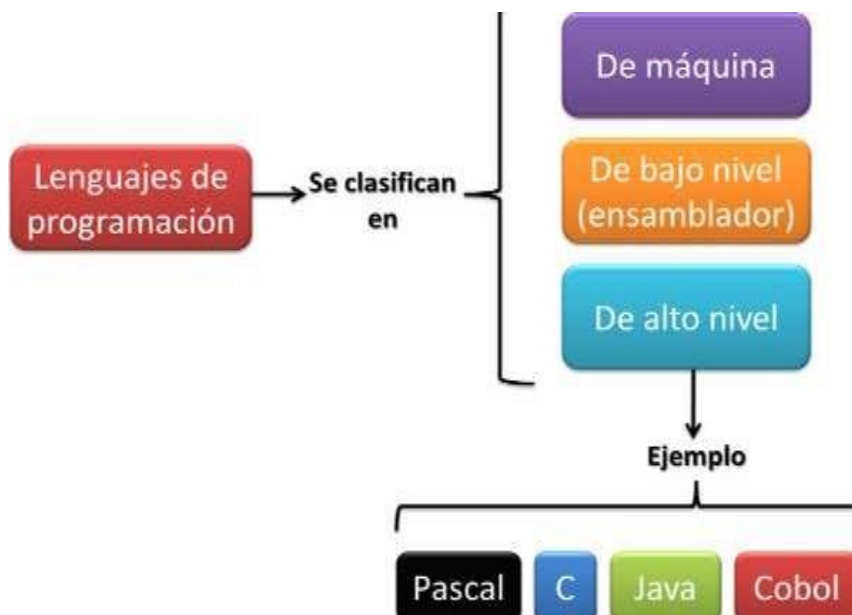 De máquina
Lenguajes de
programación
Se clasifican
en
De bajo nivel
(ensamblador)
De alto nivel
Ejemplo
Pascal
C
Java
Cobol